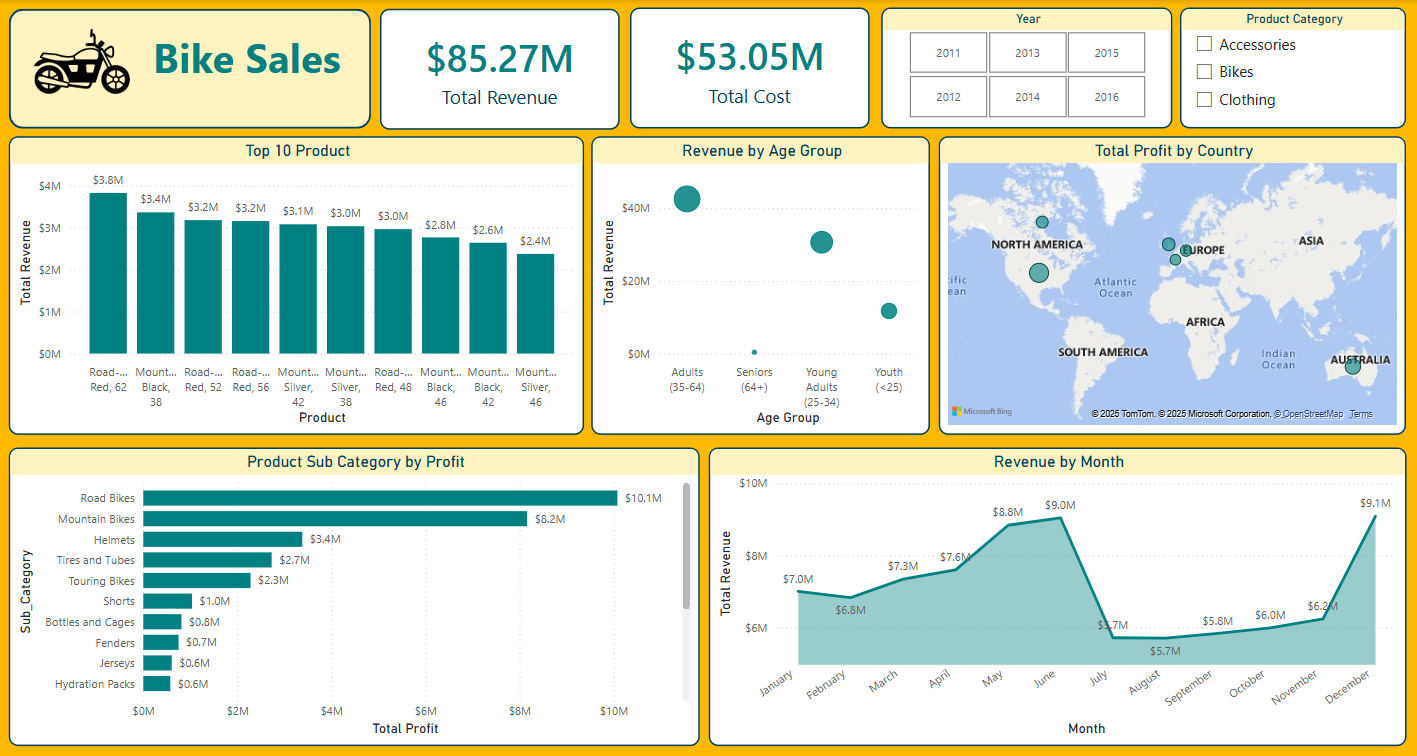 Bike Sales
$85.27M
Total Revenue
$53.05M
Total Cost
Year
2011
2013
2015
2012
2014
2016
Product Category
Accessories
Bikes
Clothing
Top 10 Product
Total Revenue
$4M
$3M
$2M
$1M
$0M
$3.8M
$3.4M
$3.2M
$3.2M
$3.1M
$3.0M
$3.0M
$2.8M
$2.6M
$2.4M
Road-...
Red, 62
Mount...
Black,
38
Road-...
Red, 52
Road-...
Red, 56
Mount...
Silver,
42
Mount...
Silver,
38
Road-...
Red, 48
Mount...
Black,
46
Mount...
Black,
42
Mount...
Silver,
46
Product
Revenue by Age Group
Total Revenue
$40M
$20M
$0M
Adults
(35-64)
Seniors
(64+)
Young
Adults
(25-34)
Youth
(<25)
Age Group
Total Profit by Country
NORTH AMERICA
EUROPE
ASIA
cific
ean
Atlantic
Ocean
AFRICA
SOUTH AMERICA
Indian
Ocean
AUSTRALIA
Microsoft Bing
© 2025 TomTom, © 2025 Microsoft Corporation, © OpenStreetMap Terms
Product Sub Category by Profit
Sub_Category
Road Bikes $10.1M
Mountain Bikes $8.2M
Helmets $3.4M
Tires and Tubes $2.7M
Touring Bikes $2.3M
Shorts $1.0M
Bottles and Cages $0.8M
Fenders $0.7M
Jerseys $0.6M
Hydration Packs $0.6M
$0M $2M $4M $6M $8M $10M
Total Profit
Revenue by Month
Total Revenue
$10M
$8M
$6M
$7.0M
$6.8M
$7.3M
$7.6M
$8.8M
$9.0M
$5.7M
$5.7M
$5.8M
$6.0M
$6.2M
$9.1M
January
February
March
April
May
June
July
August
September
October
November
December
Month